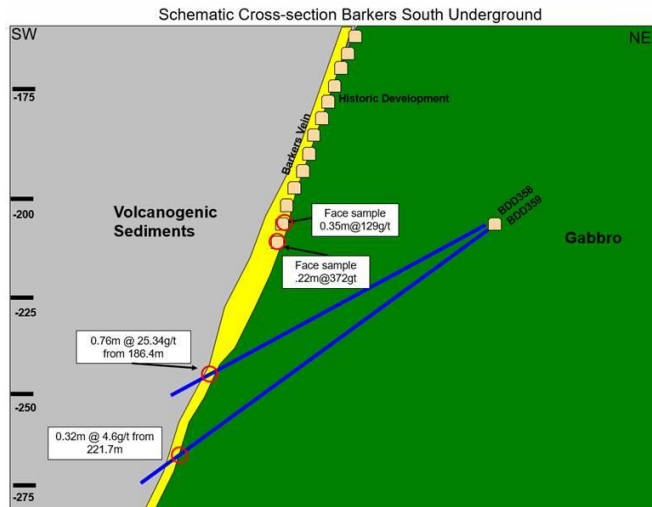 Schematic Cross-section Barkers South Underground
SW
NE
-175
Historic Development
Barkers Vein
-200
Volcanogenic
Sediments
Face sample
0.35m@129g/t
BDD358
BDD359
Gabbro
Face sample
.22m@372gt
-225
0.76m @ 25.34g/t
from 186.4m
-250
0.32m @ 4.6g/t from
221.7m
-275